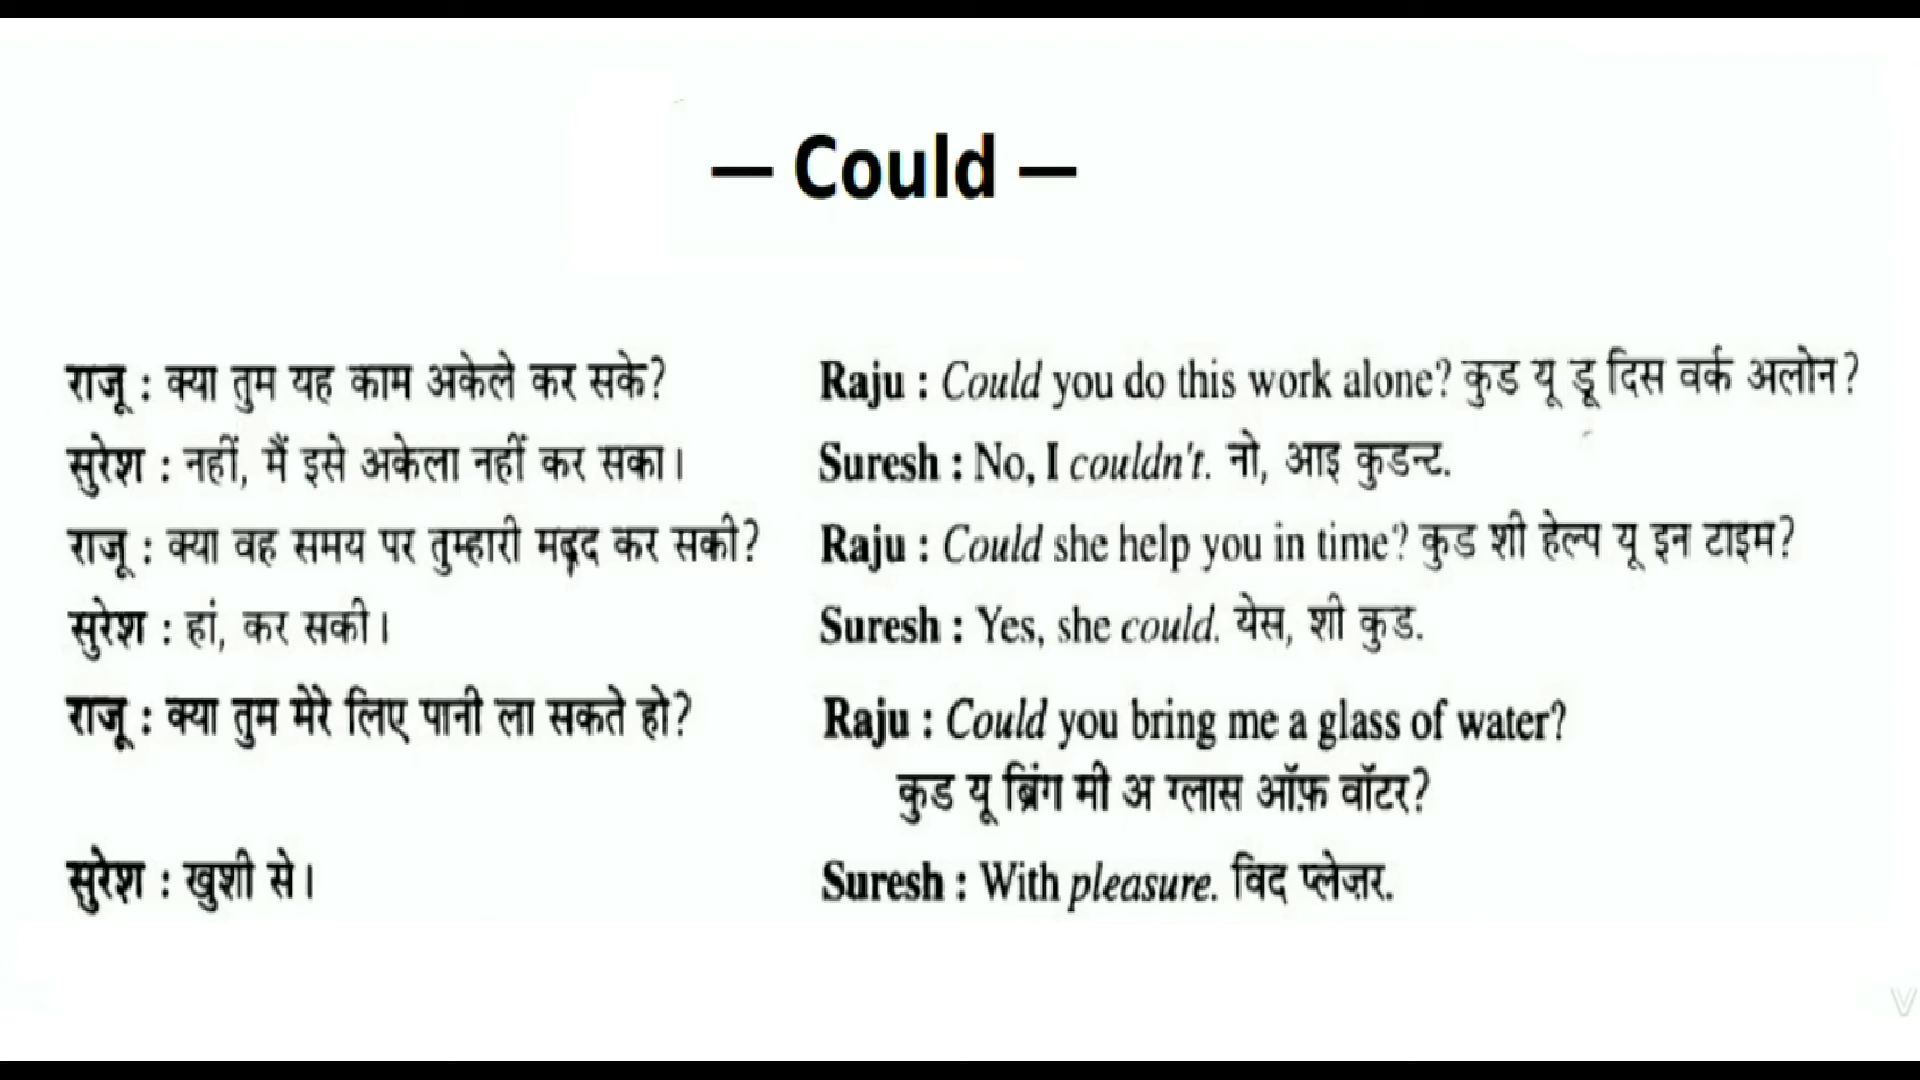 — Could —
राजू : क्या तुम यह काम अकेले कर सके? Raju : Could you do this work alone? कुड यू डू दिस वर्क अलोन?
सुरेश : नहीं, मैं इसे अकेला नहीं कर सका। Suresh : No, I couldn't. नो, आइ कुडन्ट.
राजू : क्या वह समय पर तुम्हारी मदद कर सकी? Raju : Could she help you in time? कुड शी हेल्प यू इन टाइम?
सुरेश : हां, कर सकी। Suresh : Yes, she could. येस, शी कुड.
राजू : क्या तुम मेरे लिए पानी ला सकते हो? Raju : Could you bring me a glass of water?
कुड यू ब्रिंग मी अ ग्लास ऑफ़ वॉटर?
सुरेश : खुशी से। Suresh : With pleasure. विद प्लेज़र.
V